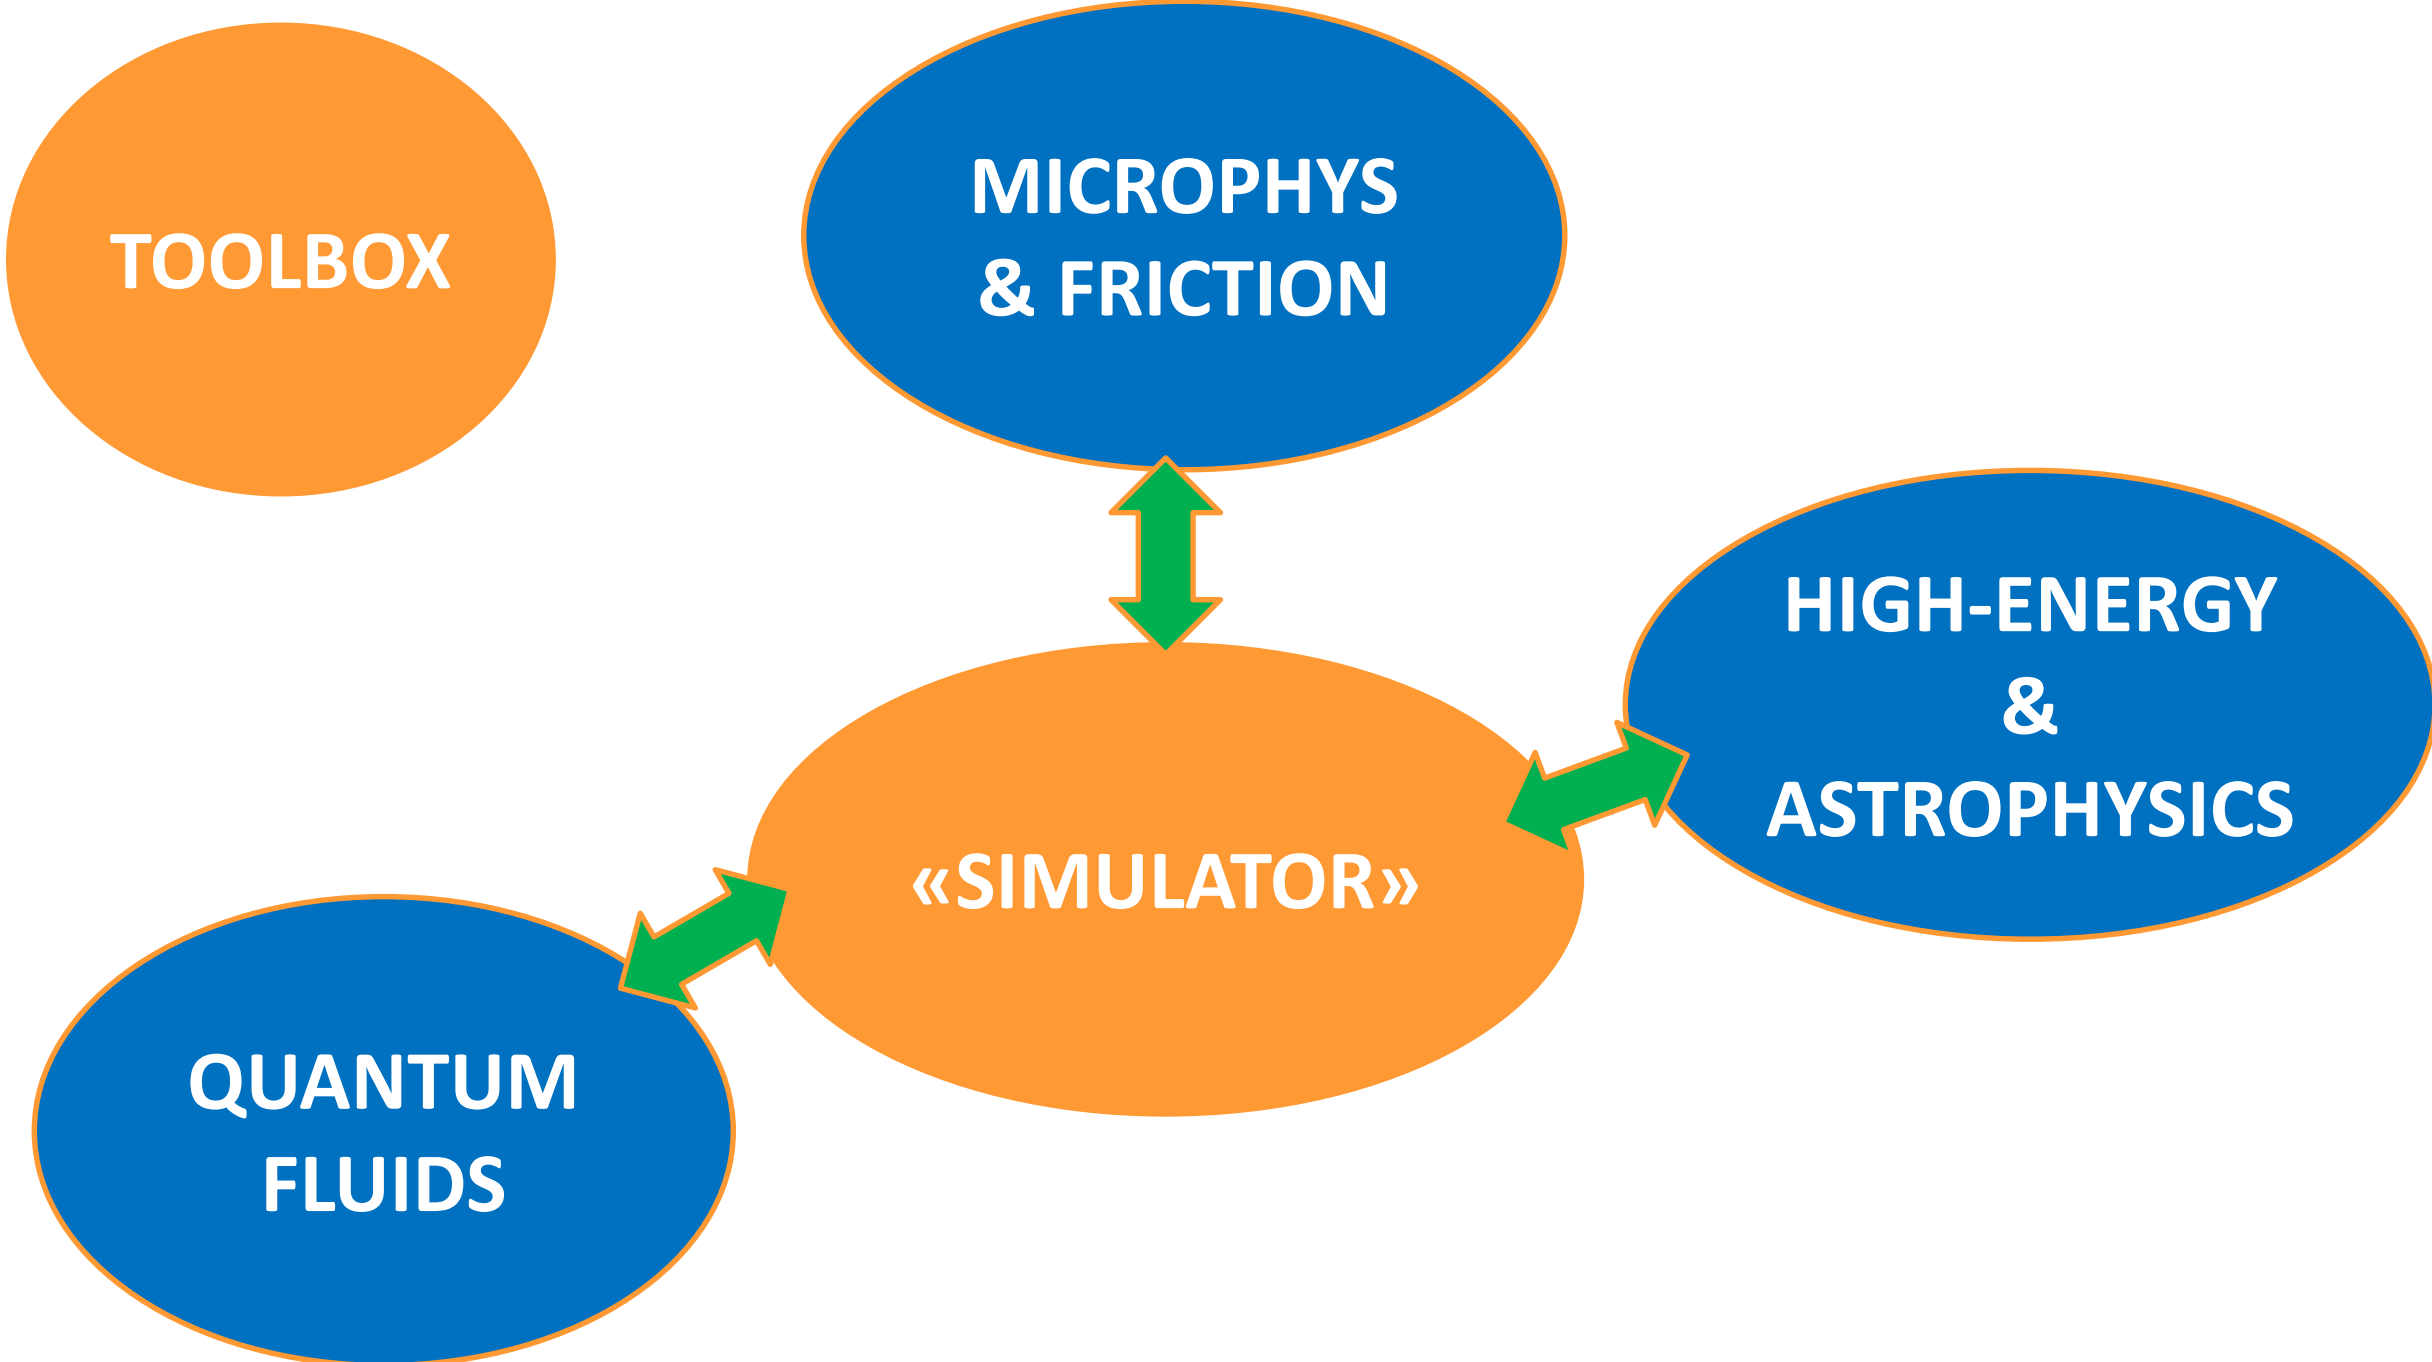 TOOLBOX
MICROPHYS
& FRICTION
HIGH-ENERGY
&
ASTROPHYSICS
«SIMULATOR»
QUANTUM
FLUIDS